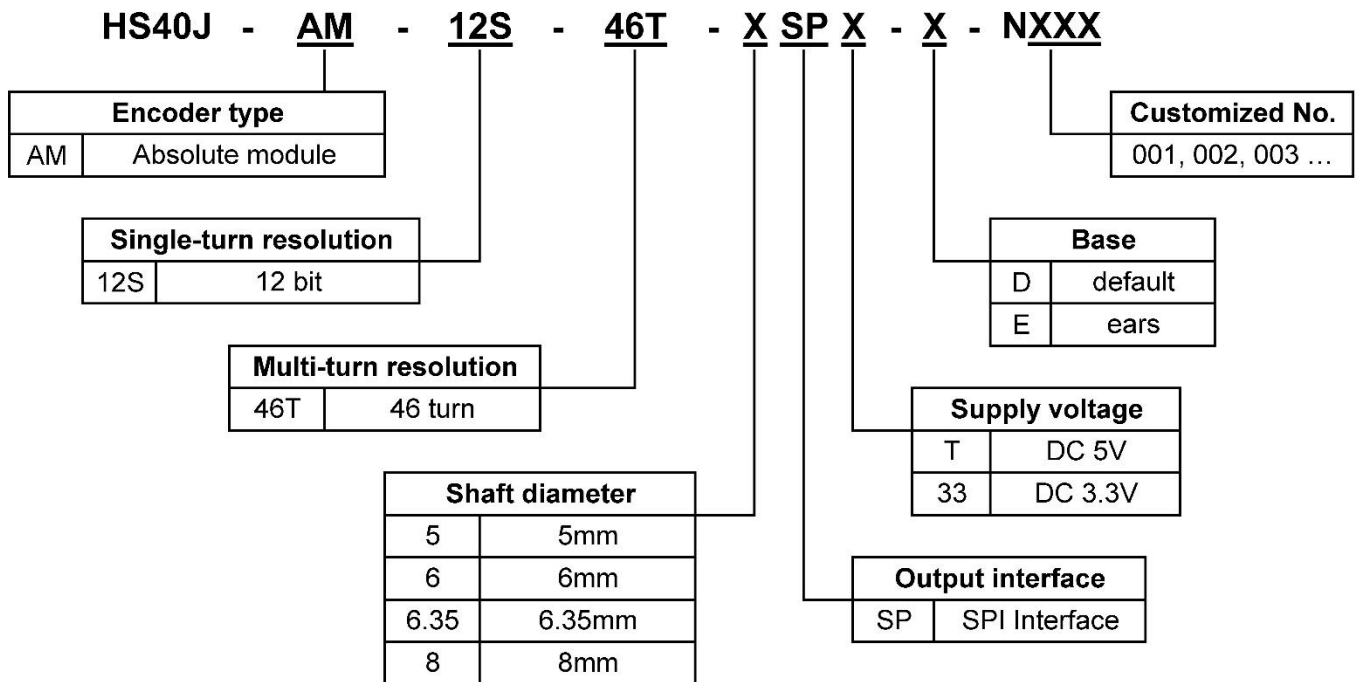 HS40J - AM - 12S - 46T - X SP X - X - NXXX
Encoder type
AM Absolute module
Customized No.
001, 002, 003 ...
Single-turn resolution
12S 12 bit
Base
D default
E ears
Multi-turn resolution
46T 46 turn
Supply voltage
T DC 5V
33 DC 3.3V
Shaft diameter
5 5mm
6 6mm
6.35 6.35mm
8 8mm
Output interface
SP SPI Interface